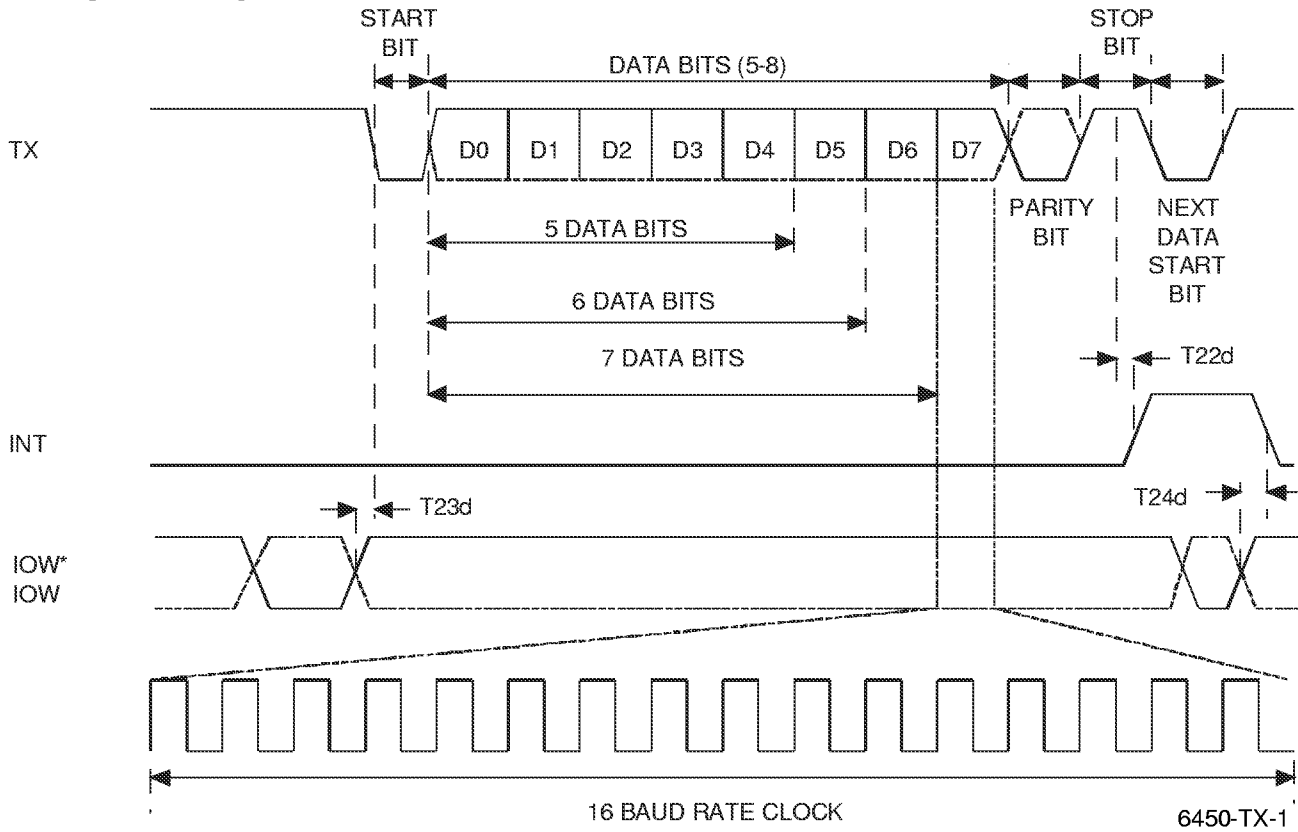 START
BIT
STOP
BIT
DATA BITS (5-8)
TX
D0 D1 D2 D3 D4 D5 D6 D7
PARITY
BIT
NEXT
DATA
START
BIT
5 DATA BITS
6 DATA BITS
7 DATA BITS
T22d
INT
T23d
T24d
IOW*
IOW
16 BAUD RATE CLOCK
6450-TX-1